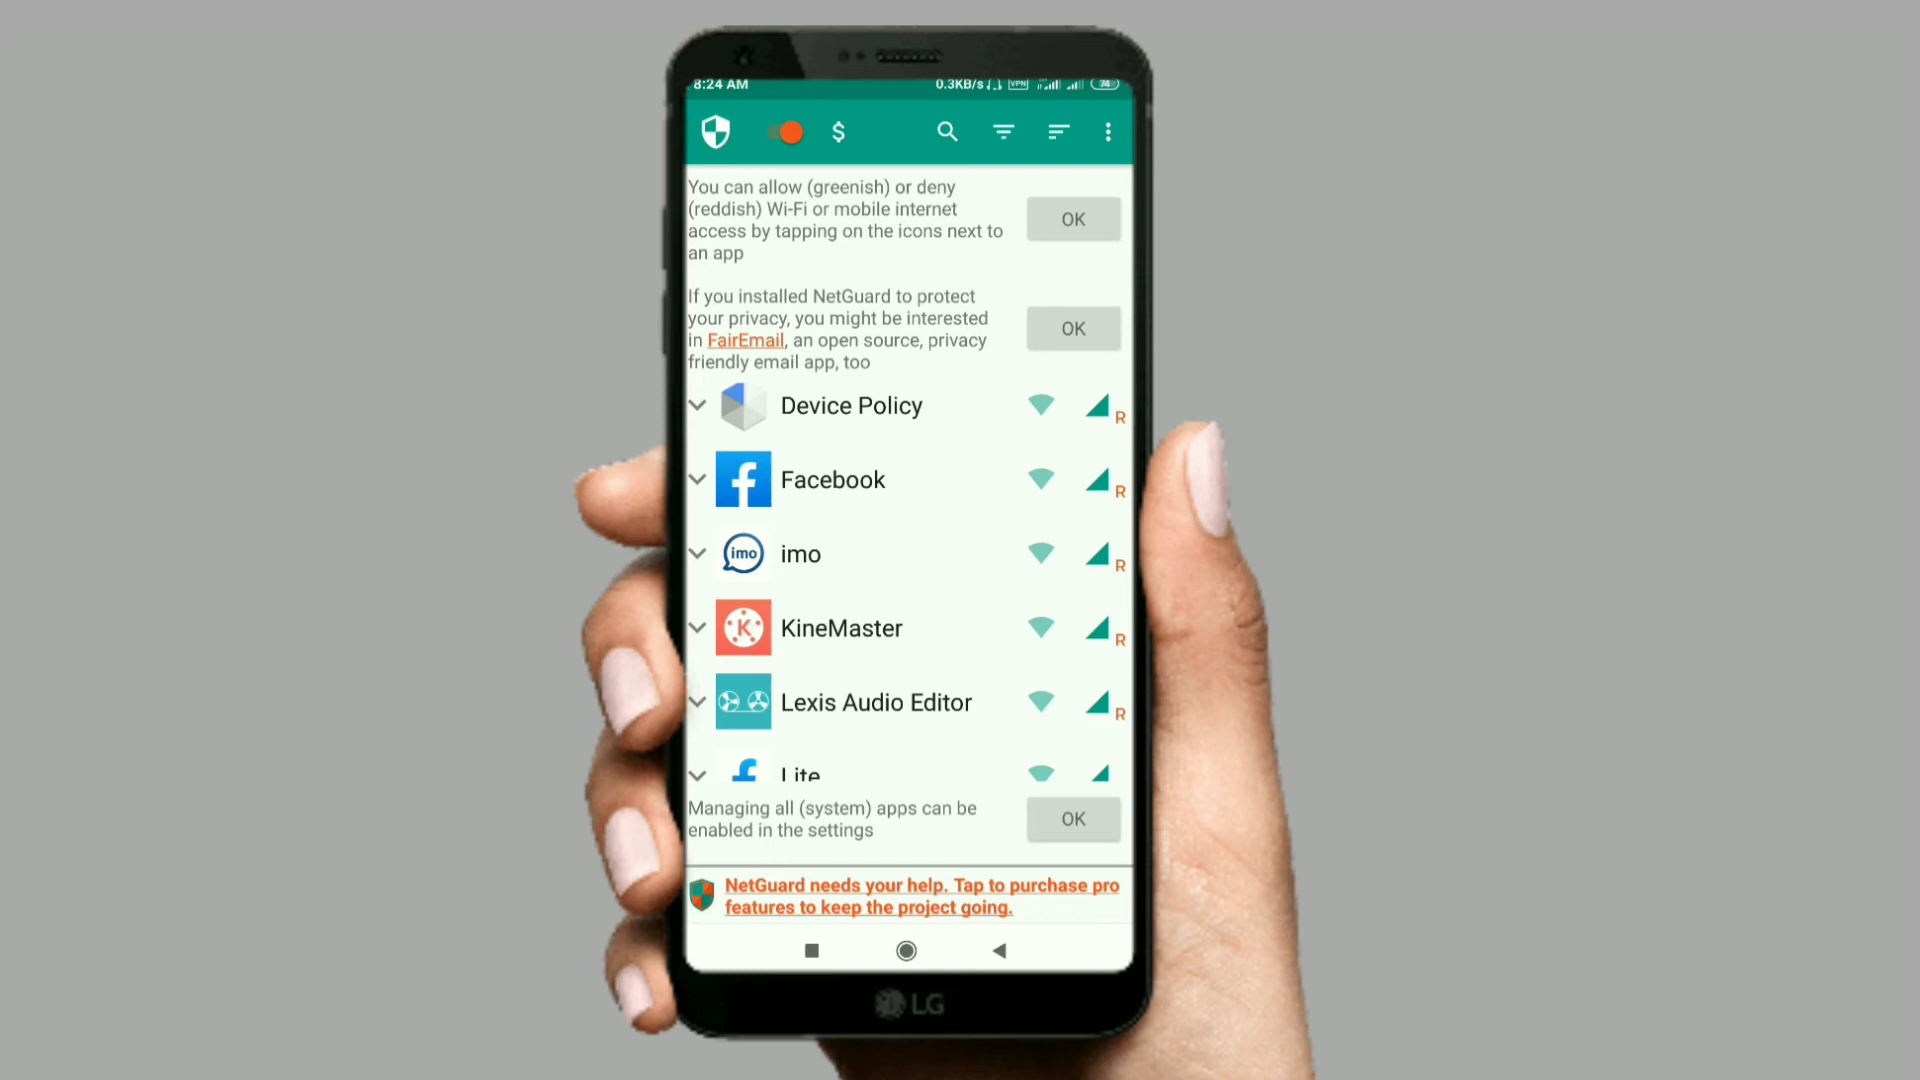 8:24 AM 0.3KB/s VPN 74
$
You can allow (greenish) or deny
(reddish) Wi-Fi or mobile internet
access by tapping on the icons next to
an app
OK
If you installed NetGuard to protect
your privacy, you might be interested
in FairEmail, an open source, privacy
friendly email app, too
OK
Device Policy R
f Facebook R
imo imo R
K KineMaster R
Lexis Audio Editor R
f Lite
Managing all (system) apps can be
enabled in the settings
OK
NetGuard needs your help. Tap to purchase pro
features to keep the project going.
LG